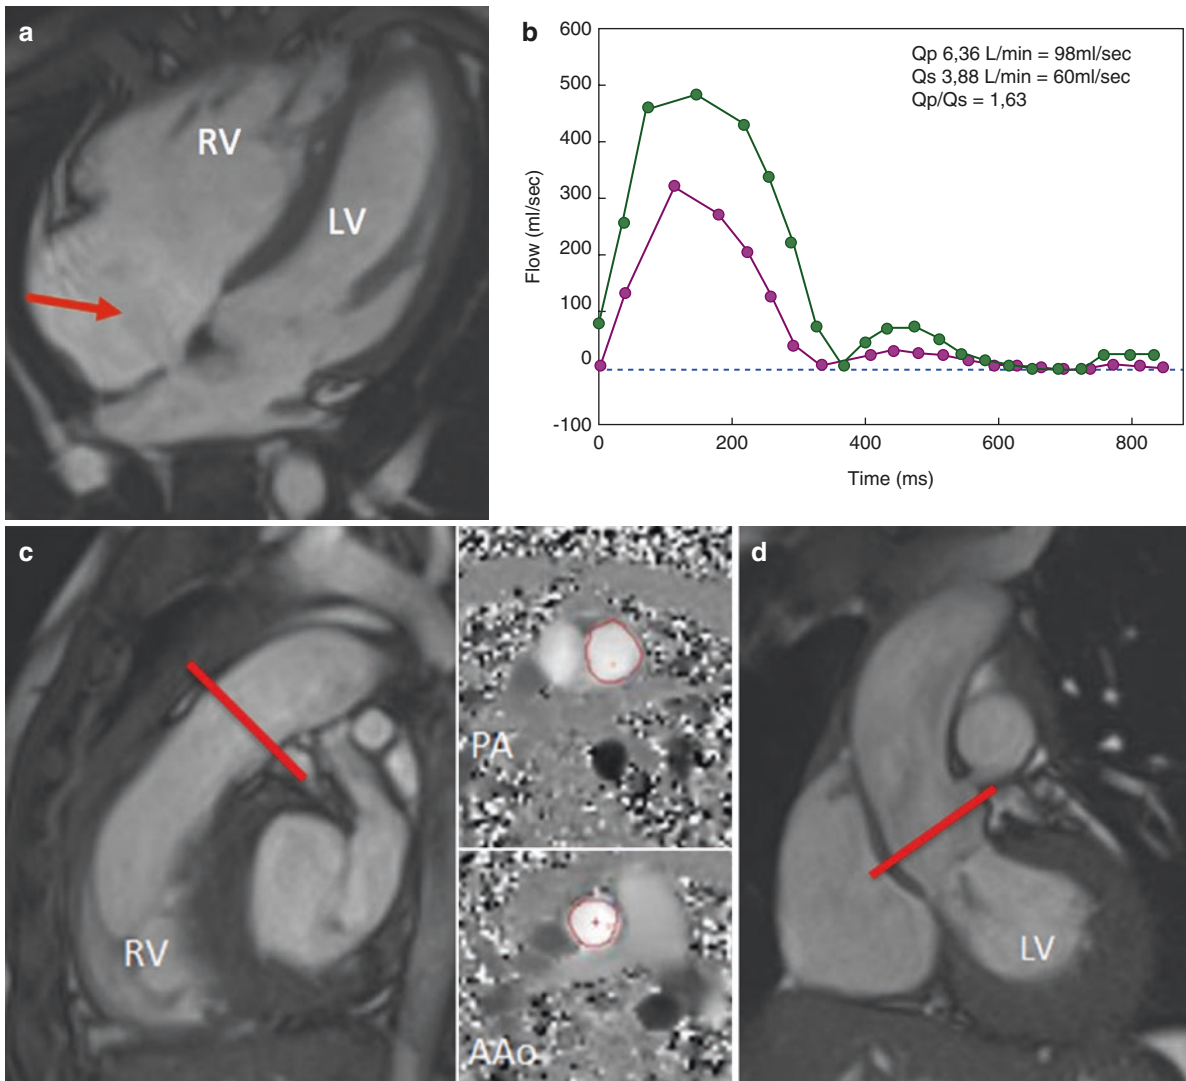 a
RV
LV
b
600
500
400
300
200
100
0
-100
Flow (ml/sec)
Qp 6,36 L/min = 98ml/sec
Qs 3,88 L/min = 60ml/sec
Qp/Qs = 1,63
0 200 400 600 800
Time (ms)
c
RV
PA
AAo
d
LV